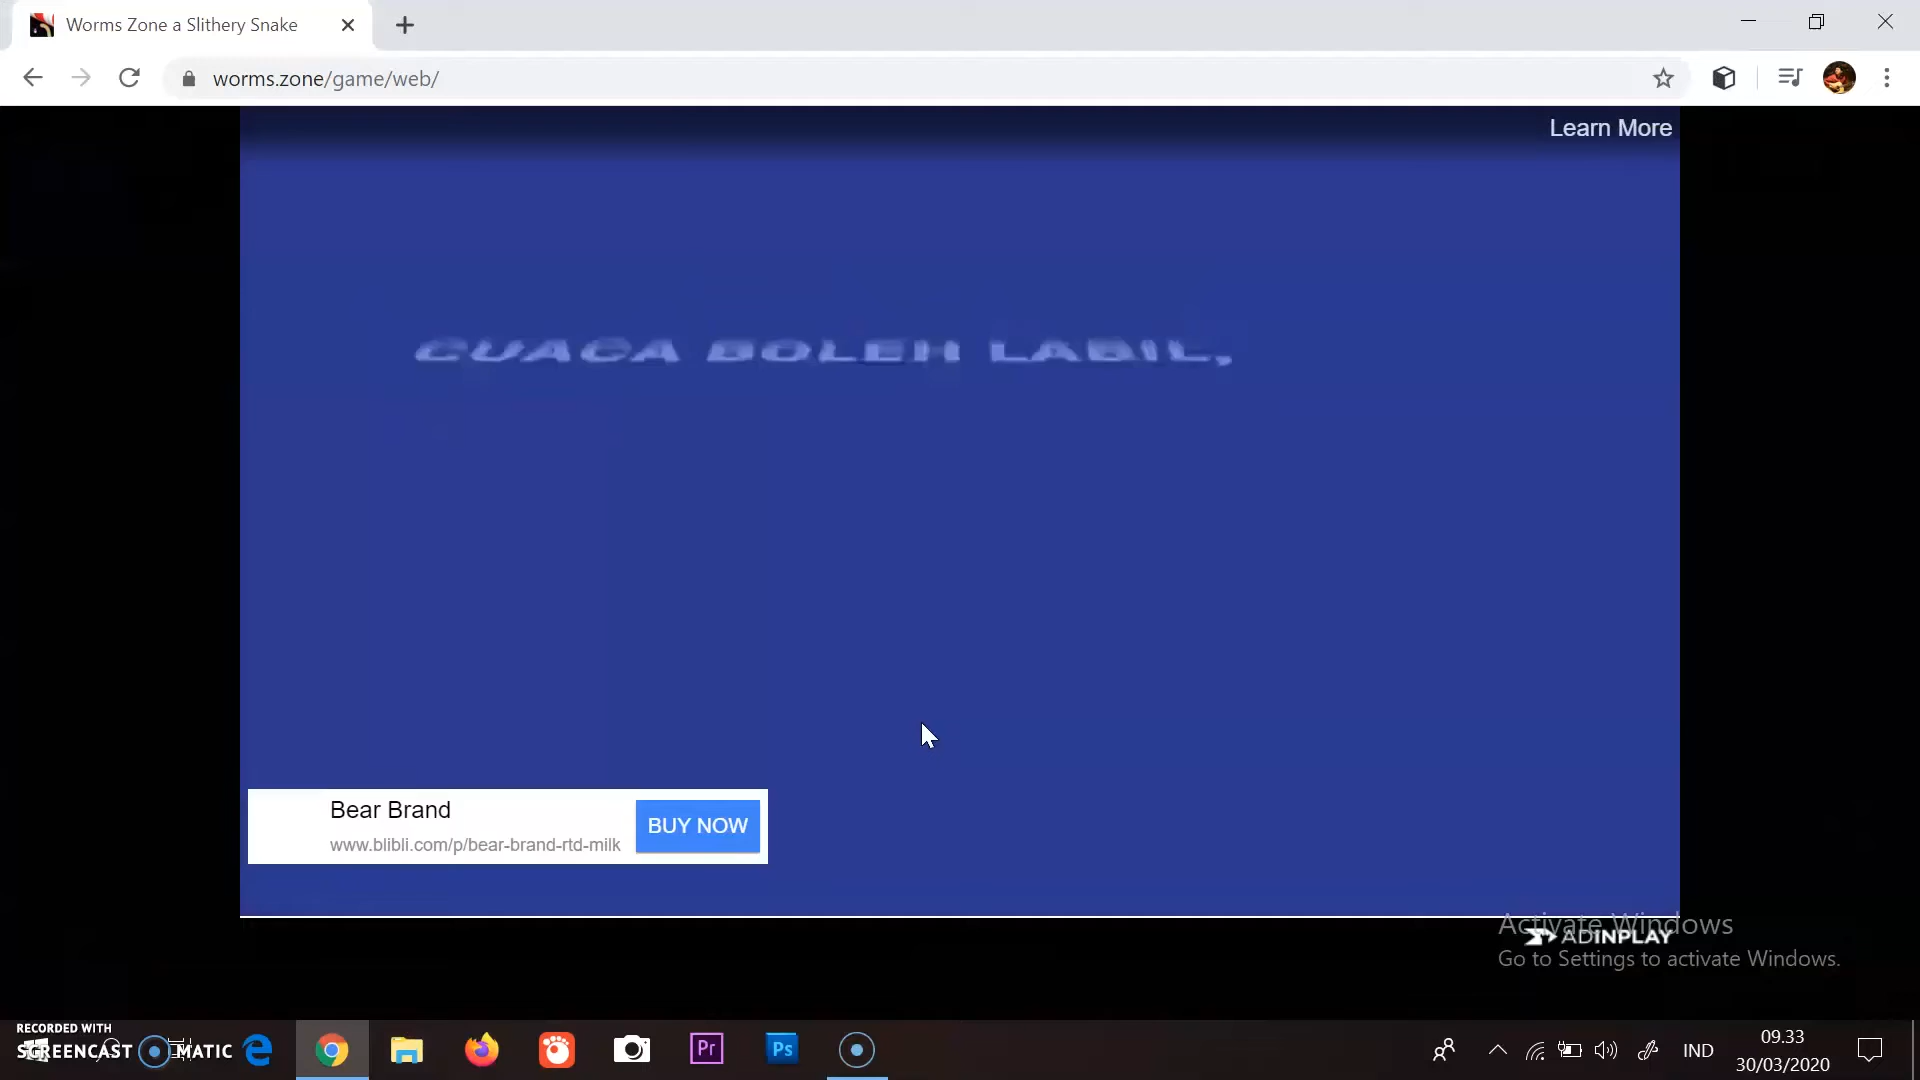 Worms Zone a Slithery Snake
worms.zone/game/web/
Learn More
CUACA BOLEH LABIL,
Bear Brand
www.blibli.com/p/bear-brand-rtd-milk
BUY NOW
Activate Windows
ADINPLAY
Go to Settings to activate Windows.
RECORDED WITH
SCREENCAST MATIC
Pr
Ps
IND
09.33
30/03/2020